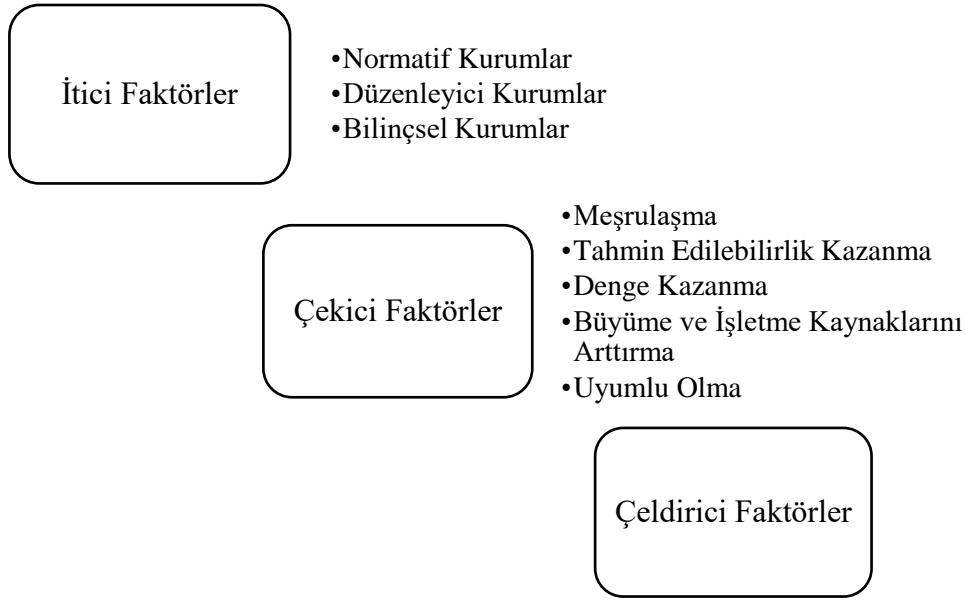 İtici Faktörler
•Normatif Kurumlar
•Düzenleyici Kurumlar
•Bilinçsel Kurumlar
Çekici Faktörler
•Meşrulaşma
•Tahmin Edilebilirlik Kazanma
•Denge Kazanma
•Büyüme ve İşletme Kaynaklarını
Arttırma
•Uyumlu Olma
Çeldirici Faktörler